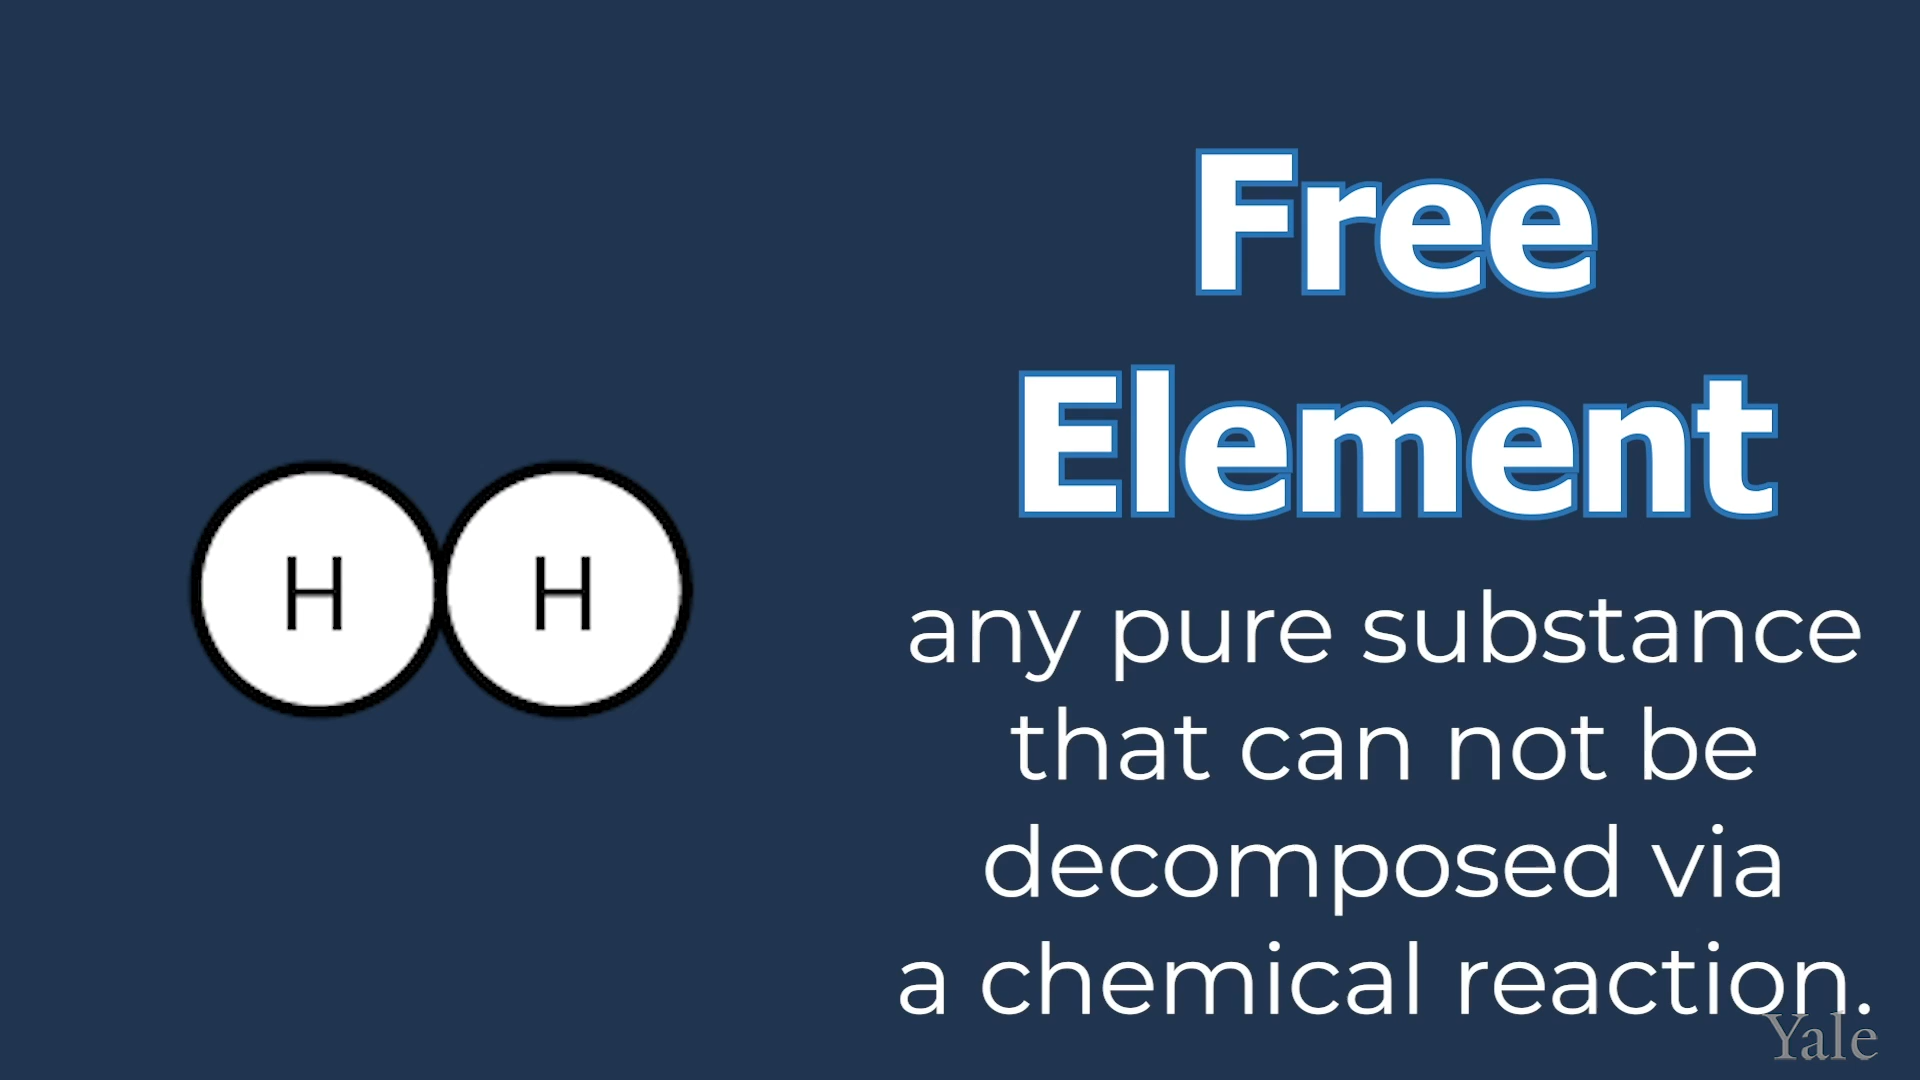 Free
Element
H H
any pure substance
that can not be
decomposed via
a chemical reaction.
Yale